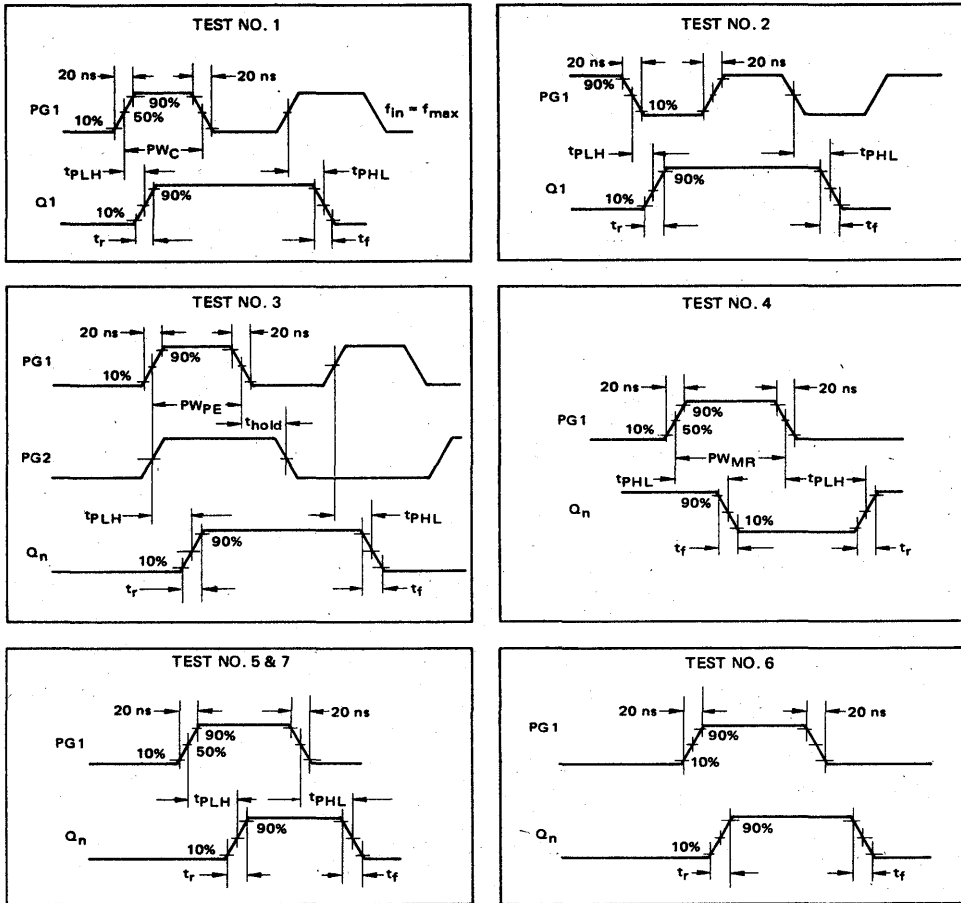 TEST NO. 1
20 ns
20 ns
PG1
90%
10%
50%
f_in = f_max
PW_C
t_PLH
t_PHL
Q1
90%
10%
t_r
t_f
TEST NO. 2
20 ns
20 ns
90%
PG1
10%
t_PLH
t_PHL
Q1
90%
10%
t_r
t_f
TEST NO. 3
20 ns
20 ns
PG1
90%
10%
PW_PE
t_hold
PG2
t_PLH
t_PHL
Q_n
90%
10%
t_r
t_f
TEST NO. 4
20 ns
20 ns
PG1
90%
10%
50%
PW_MR
t_PHL
t_PLH
90%
Q_n
10%
t_f
t_r
TEST NO. 5 & 7
20 ns
20 ns
PG1
90%
10%
50%
t_PLH
t_PHL
Q_n
90%
10%
t_r
t_f
TEST NO. 6
20 ns
20 ns
PG1
90%
10%
Q_n
90%
10%
t_r
t_f